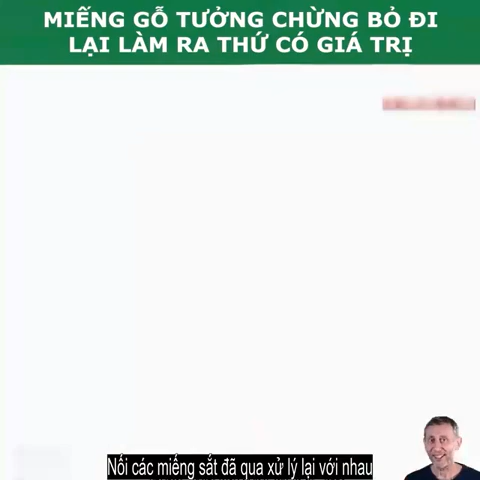 MIẾNG GỖ TƯỞNG CHỪNG BỎ ĐI
LẠI LÀM RA THỨ CÓ GIÁ TRỊ
Nối các miếng sắt đã qua xử lý lại với nhau